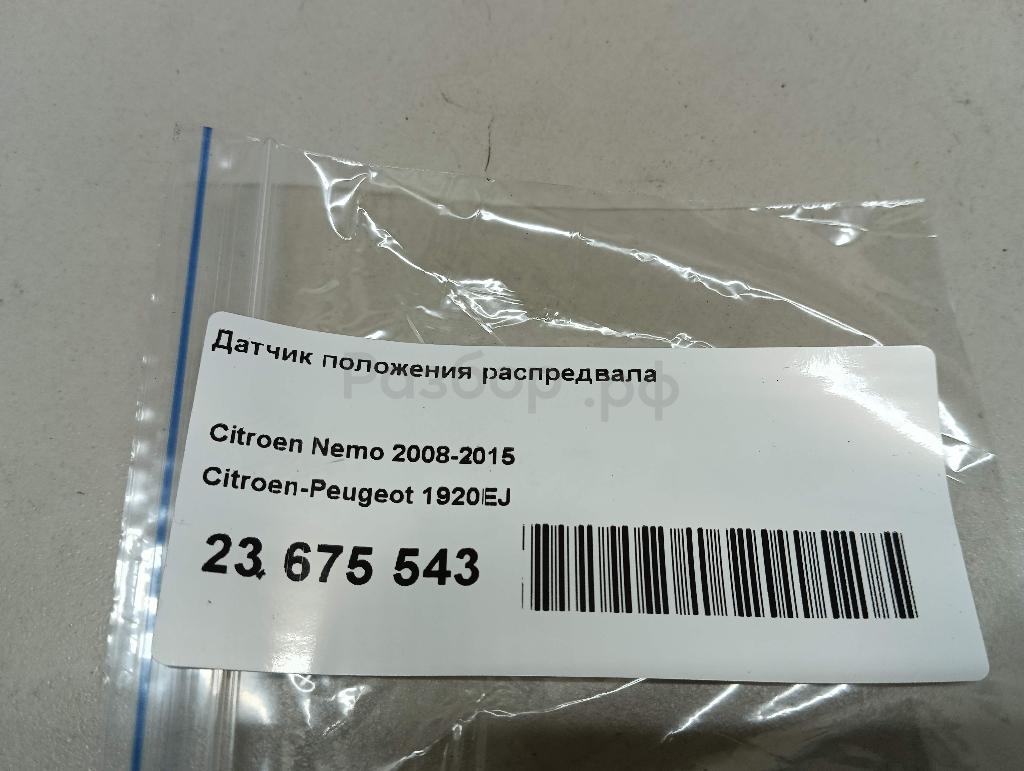 Датчик положения распредвала
Разбор.рф
Citroen Nemo 2008-2015
Citroen-Peugeot 1920EJ
23 675 543